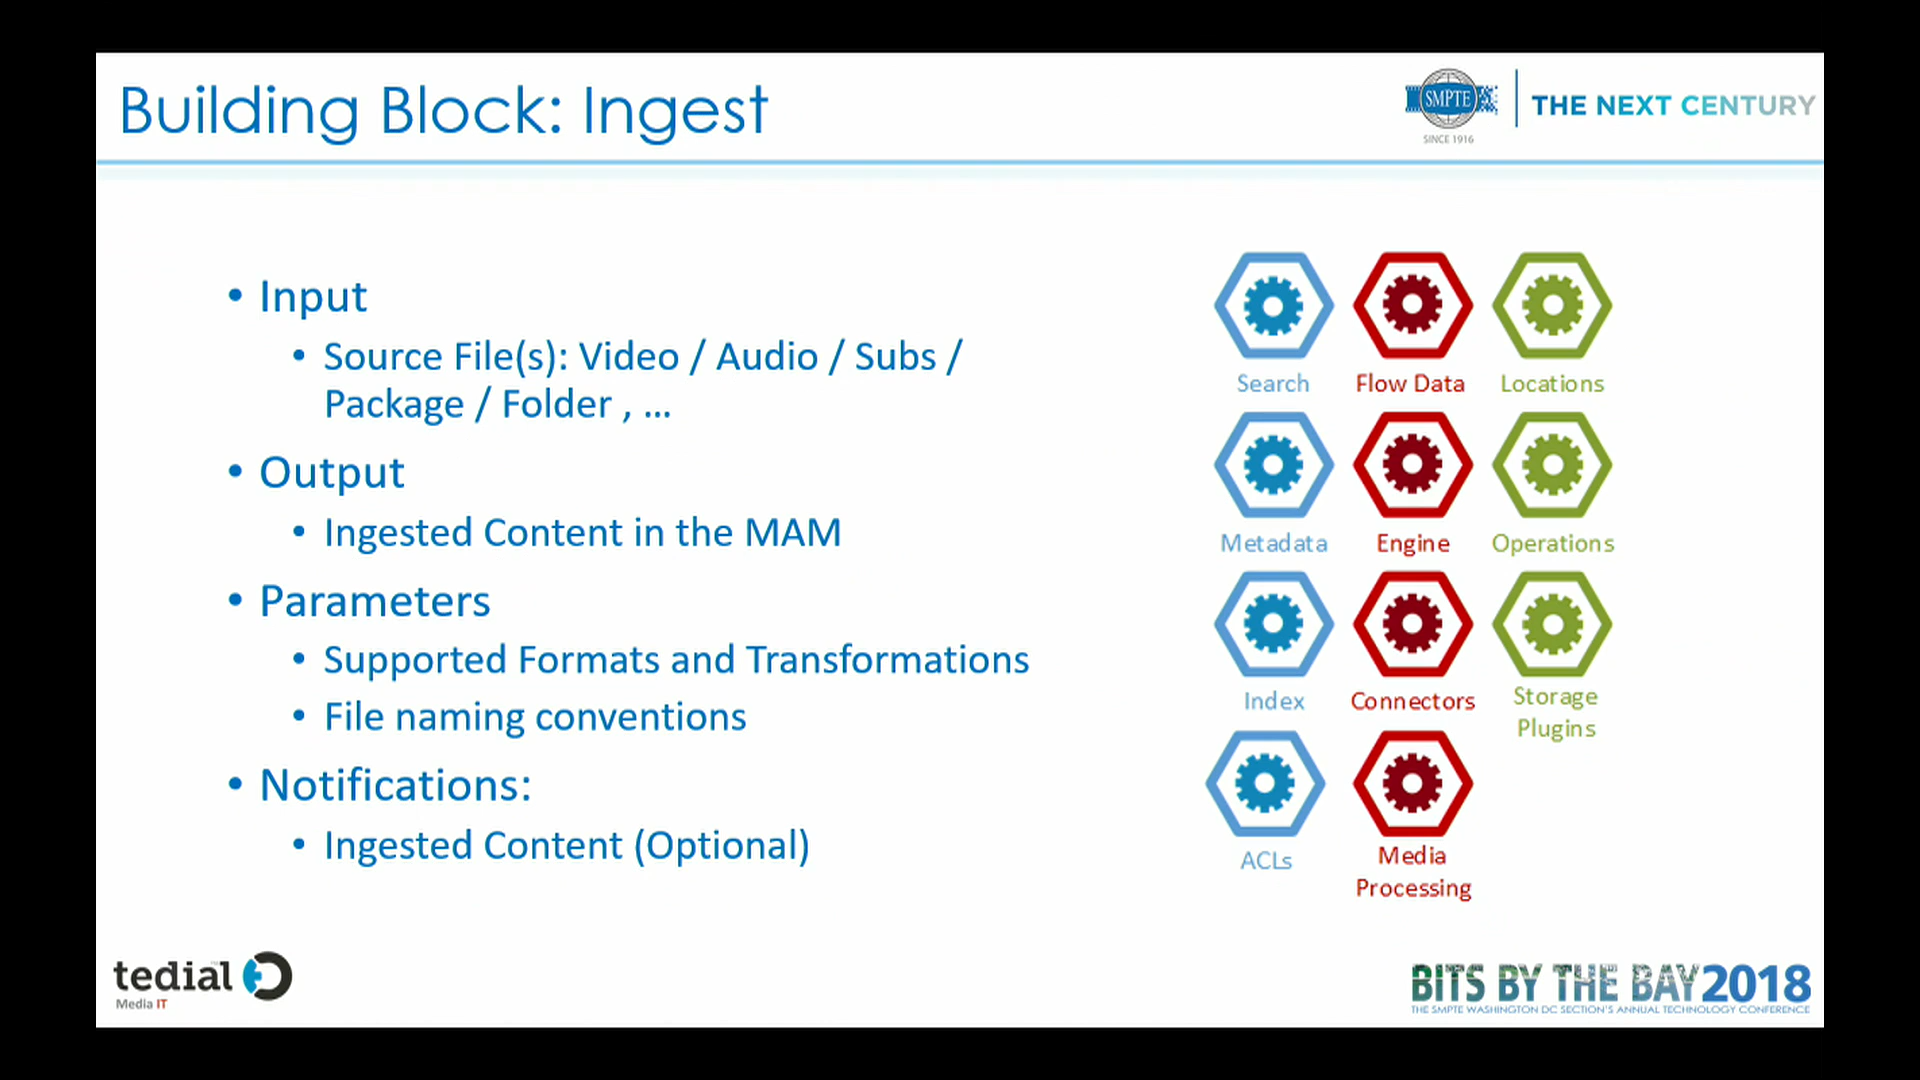 Building Block: Ingest
SMPTE
SINCE 1916
THE NEXT CENTURY
• Input
• Source File(s): Video / Audio / Subs /
Package / Folder , ...
• Output
• Ingested Content in the MAM
• Parameters
• Supported Formats and Transformations
• File naming conventions
• Notifications:
• Ingested Content (Optional)
Search
Flow Data
Locations
Metadata
Engine
Operations
Index
Connectors
Storage
Plugins
ACLs
Media
Processing
tedial
Media IT
BITS BY THE BAY 2018
THE SMPTE WASHINGTON DC SECTION'S ANNUAL TECHNOLOGY CONFERENCE